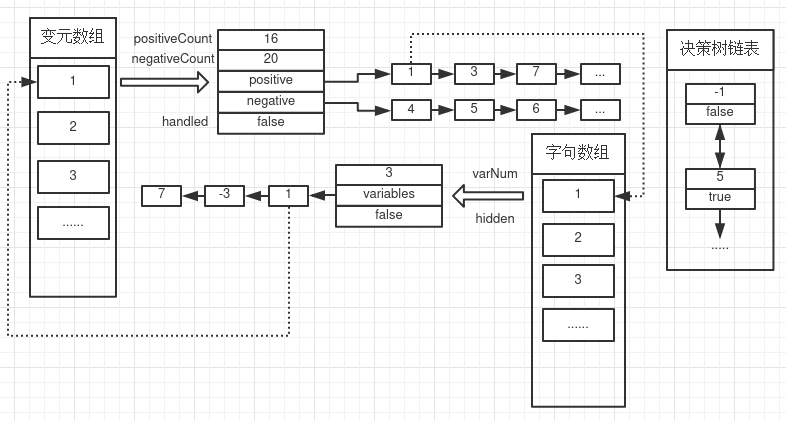 变元数组
1
2
3
......
positiveCount
negativeCount
handled
16
20
positive
negative
false
1
3
7
...
4
5
6
...
7
-3
1
3
variables
false
varNum
hidden
字句数组
1
2
3
......
决策树链表
-1
false
5
true
.....